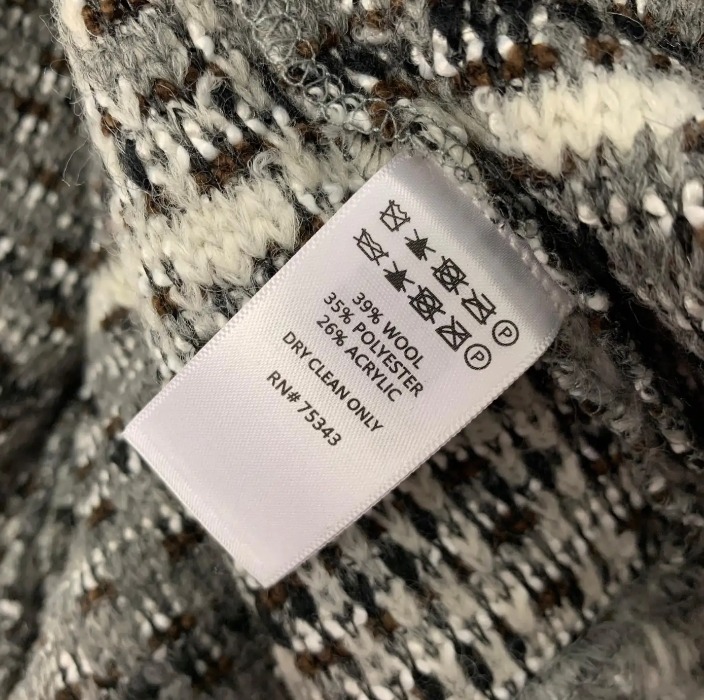 P
P
39% WOOL
35% POLYESTER
26% ACRYLIC
DRY CLEAN ONLY
RN# 75343